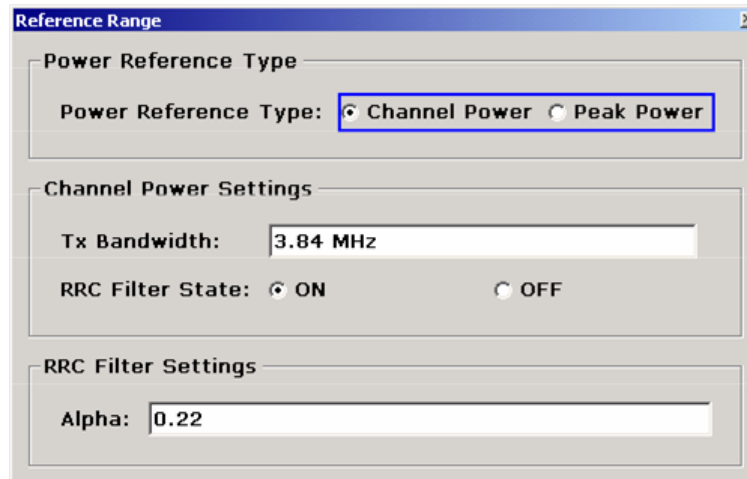 Reference Range
Power Reference Type
Power Reference Type: Channel Power Peak Power
Channel Power Settings
Tx Bandwidth: 3.84 MHz
RRC Filter State: ON OFF
RRC Filter Settings
Alpha: 0.22